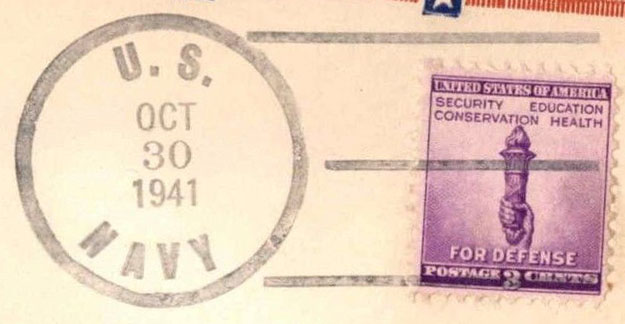 U. S.
OCT
30
1941
NAVY
UNITED STATES OF AMERICA
SECURITY EDUCATION
CONSERVATION HEALTH
FOR DEFENSE
POSTAGE 3 CENTS